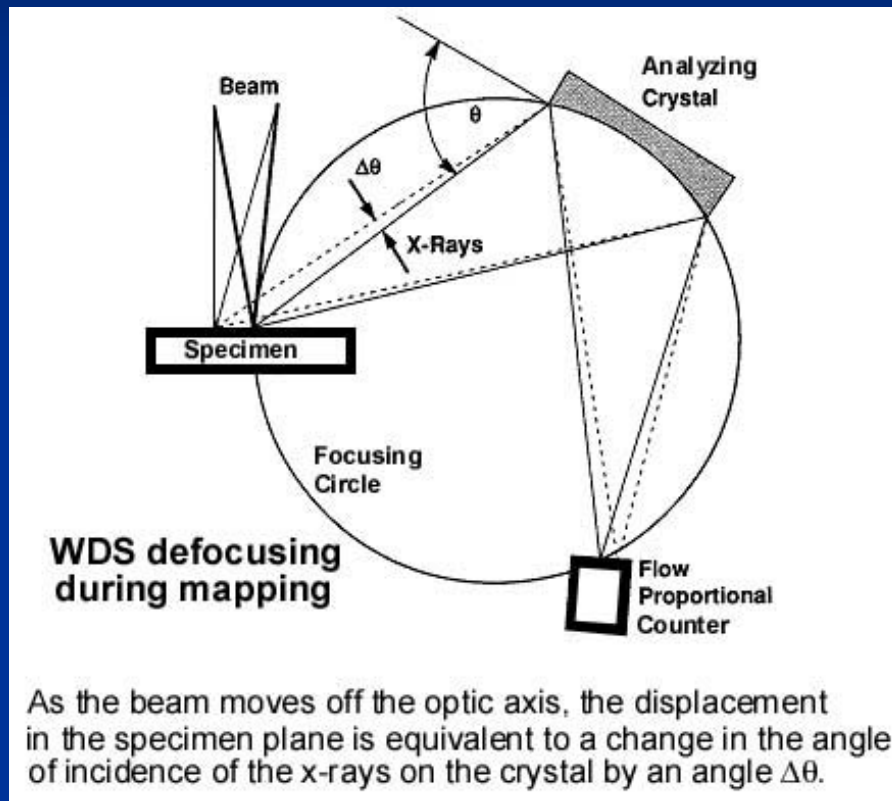 Beam
Analyzing
Crystal
θ
Δθ
X-Rays
Specimen
Focusing
Circle
WDS defocusing
during mapping
Flow
Proportional
Counter
As the beam moves off the optic axis, the displacement
in the specimen plane is equivalent to a change in the angle
of incidence of the x-rays on the crystal by an angle Δθ.